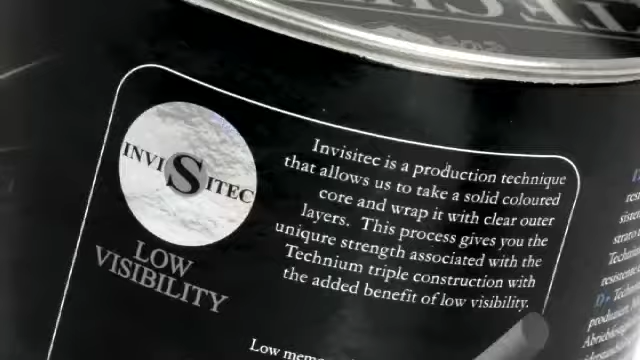 INVISITEC
LOW
VISIBILITY
Invisitec is a production technique
that allows us to take a solid coloured
core and wrap it with clear outer
layers. This process gives you the
uniqure strength associated with the
Technium triple construction with
the added benefit of low visibility.
Low